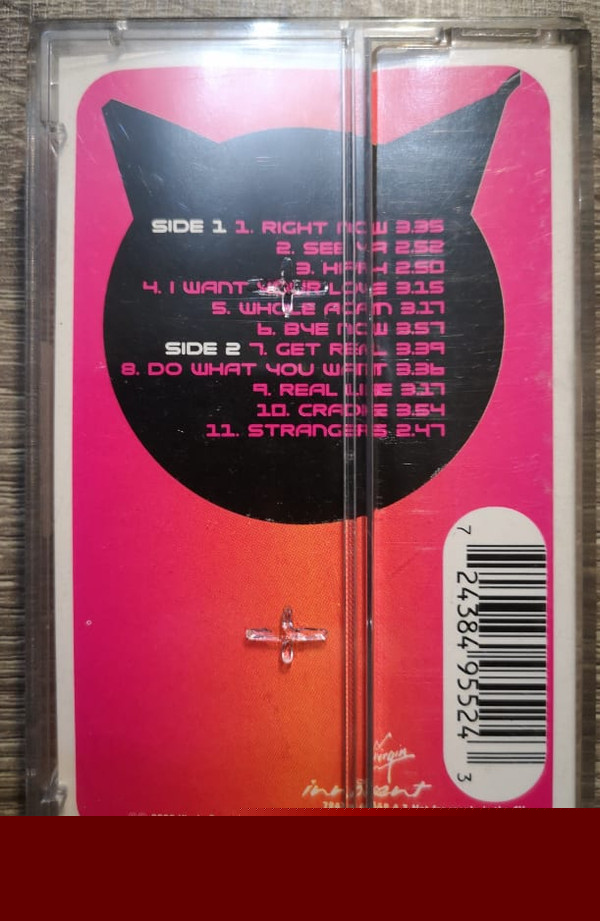 SIDE 1 1. RIGHT NOW 3.35
2. SEE YA 2.52
3. 2.50
4. I WANT YOUR LOVE 3.15
5. WHOLE AGAIN 3.17
6. BYE NOW 3.57
SIDE 2 7. GET REAL 3.39
8. DO WHAT YOU WANT 3.36
9. REAL 3.17
10. CRADLE 3.54
11. STRANGERS 2.47
7 24384 95524 3
Virgin
innocent